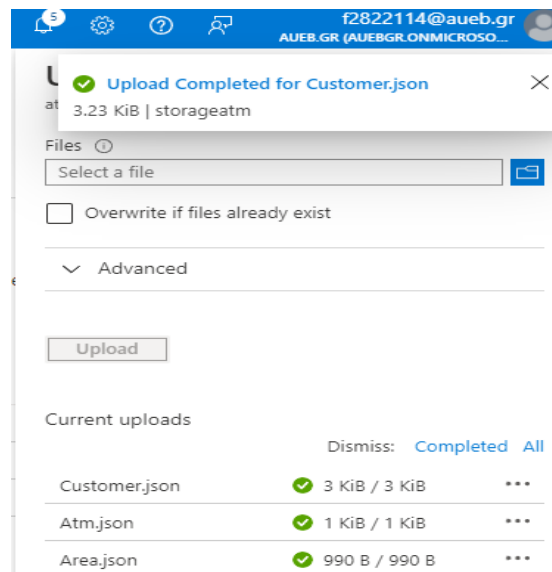 5
f2822114@aueb.gr
AUEB.GR (AUEBGR.ONMICROSO...
U
Upload Completed for Customer.json
at
3.23 KiB | storageatm
Files
Select a file
Overwrite if files already exist
Advanced
Upload
Current uploads
Dismiss: Completed All
Customer.json 3 KiB / 3 KiB
Atm.json 1 KiB / 1 KiB
Area.json 990 B / 990 B